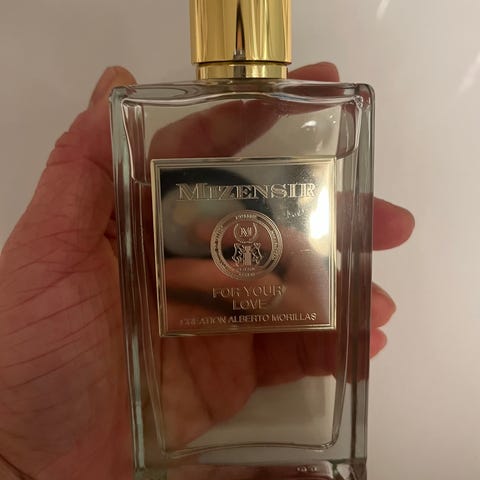 MIZENSIR
M
FOR YOUR
LOVE
CREATION ALBERTO MORILLAS